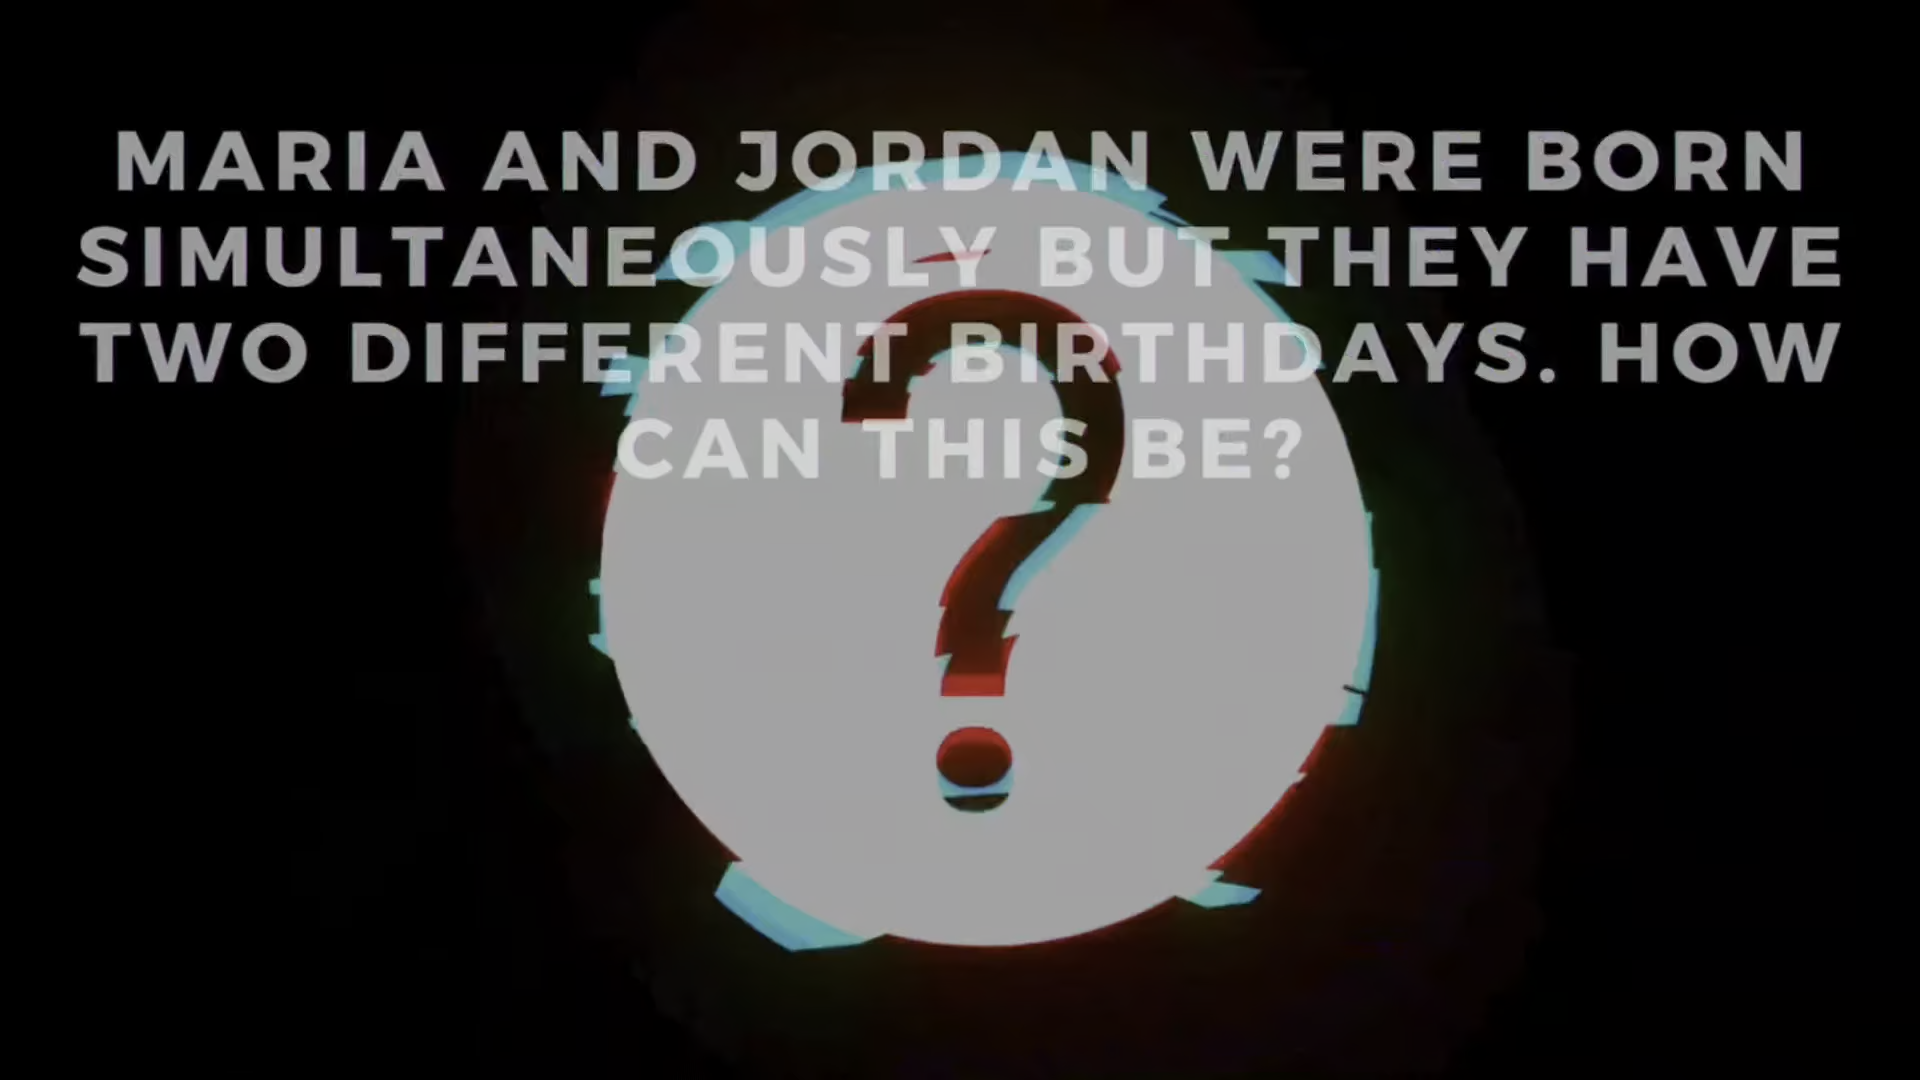 MARIA AND JORDAN WERE BORN
SIMULTANEOUSLY BUT THEY HAVE
TWO DIFFERENT BIRTHDAYS. HOW
CAN THIS BE?
?